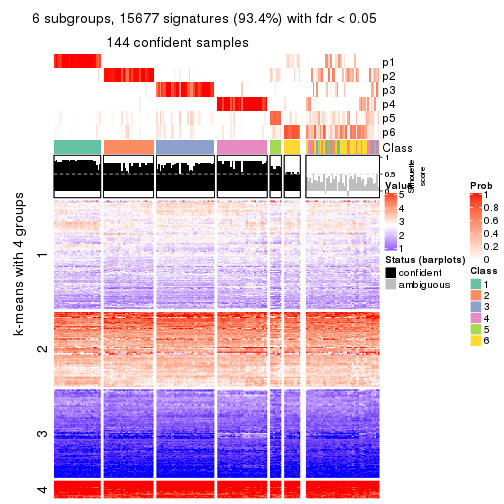 6 subgroups, 15677 signatures (93.4%) with fdr < 0.05
144 confident samples
p1
p2
p3
p4
p5
p6
Class
1
0.5
0
Silhouette
score
Value
5
4
3
2
1
Prob
1
0.8
0.6
0.4
0.2
0
Status (barplots)
confident
ambiguous
Class
1
2
3
4
5
6
k-means with 4 groups
1
2
3
4